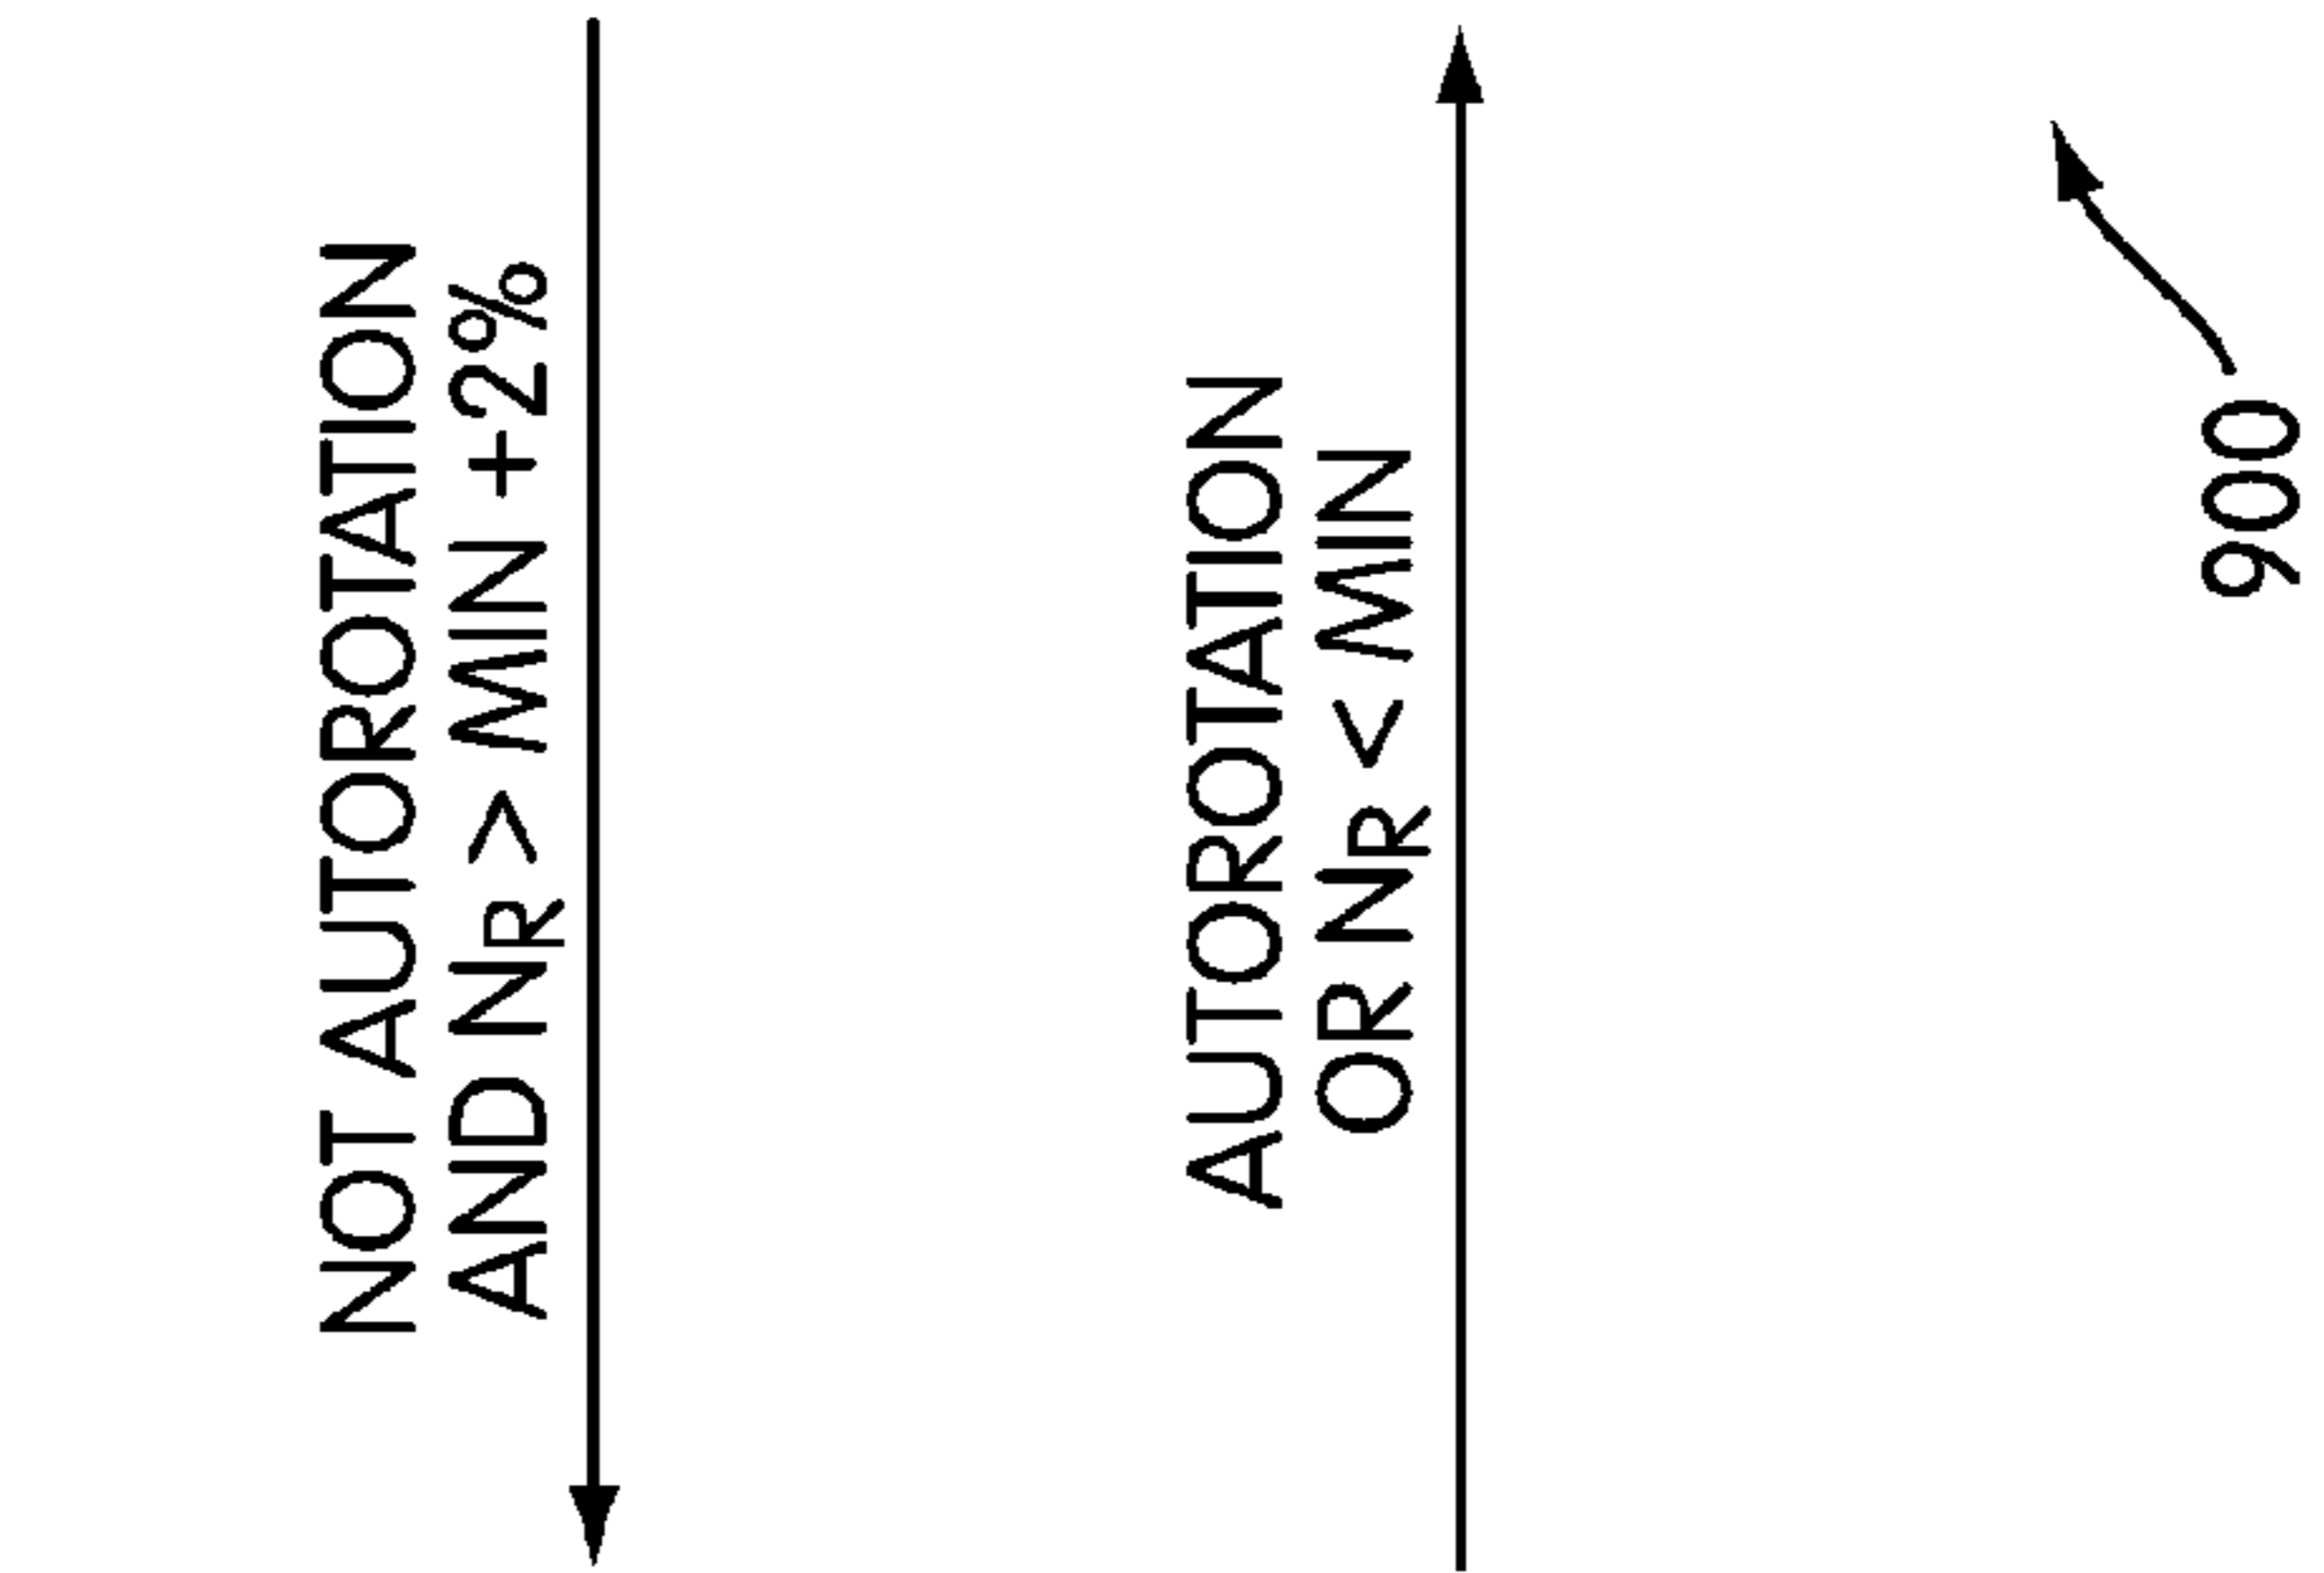 NOT AUTOROTATION
AND NR > MIN +2%
AUTOROTATION
OR NR < MIN
900